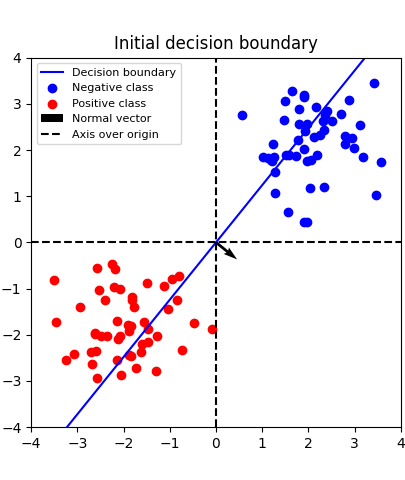 Initial decision boundary
Decision boundary
Negative class
Positive class
Normal vector
Axis over origin
4
3
2
1
0
−1
−2
−3
−4
−4 −3 −2 −1 0 1 2 3 4